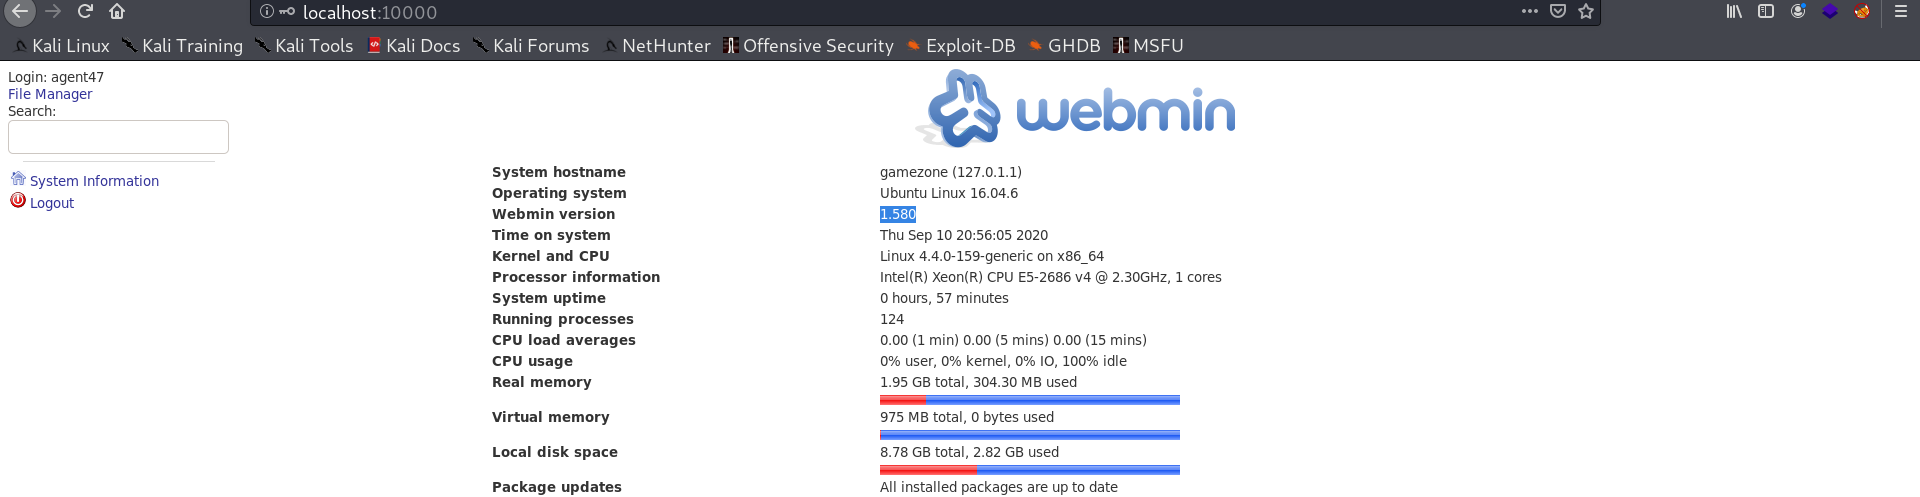 localhost:10000
Kali Linux Kali Training Kali Tools Kali Docs Kali Forums NetHunter Offensive Security Exploit-DB GHDB MSFU
Login: agent47
File Manager
Search:
System Information
Logout
webmin
System hostname gamezone (127.0.1.1)
Operating system Ubuntu Linux 16.04.6
Webmin version 1.580
Time on system Thu Sep 10 20:56:05 2020
Kernel and CPU Linux 4.4.0-159-generic on x86_64
Processor information Intel(R) Xeon(R) CPU E5-2686 v4 @ 2.30GHz, 1 cores
System uptime 0 hours, 57 minutes
Running processes 124
CPU load averages 0.00 (1 min) 0.00 (5 mins) 0.00 (15 mins)
CPU usage 0% user, 0% kernel, 0% IO, 100% idle
Real memory 1.95 GB total, 304.30 MB used
Virtual memory 975 MB total, 0 bytes used
Local disk space 8.78 GB total, 2.82 GB used
Package updates All installed packages are up to date